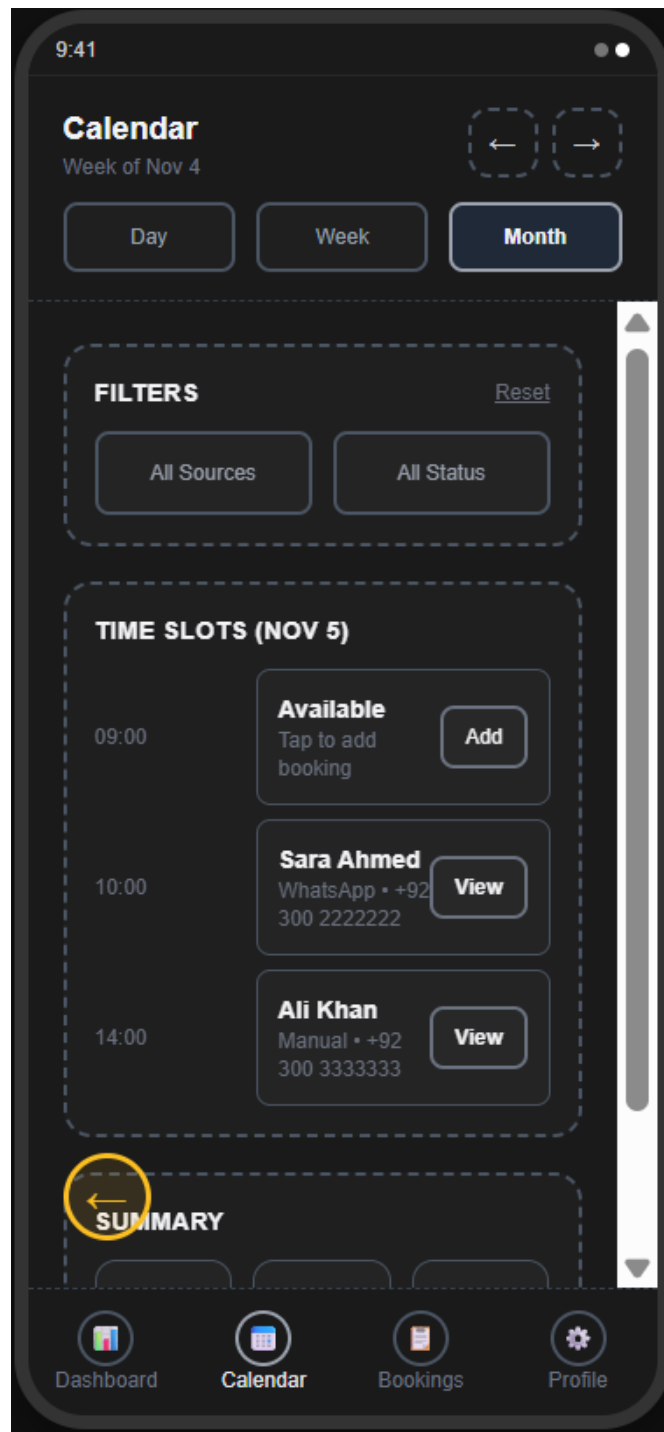 9:41
Calendar
Week of Nov 4
← →
Day Week Month
FILTERS Reset
All Sources All Status
TIME SLOTS (NOV 5)
09:00
Available
Tap to add
booking
Add
10:00
Sara Ahmed
WhatsApp • +92
300 2222222
View
14:00
Ali Khan
Manual • +92
300 3333333
View
←
SUMMARY
Dashboard Calendar Bookings Profile